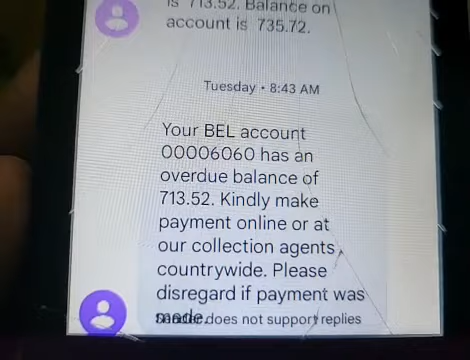 is 713.52. Balance on
account is 735.72.
Tuesday • 8:43 AM
Your BEL account
00006060 has an
overdue balance of
713.52. Kindly make
payment online or at
our collection agents
countrywide. Please
disregard if payment was
made.
Sender does not support replies